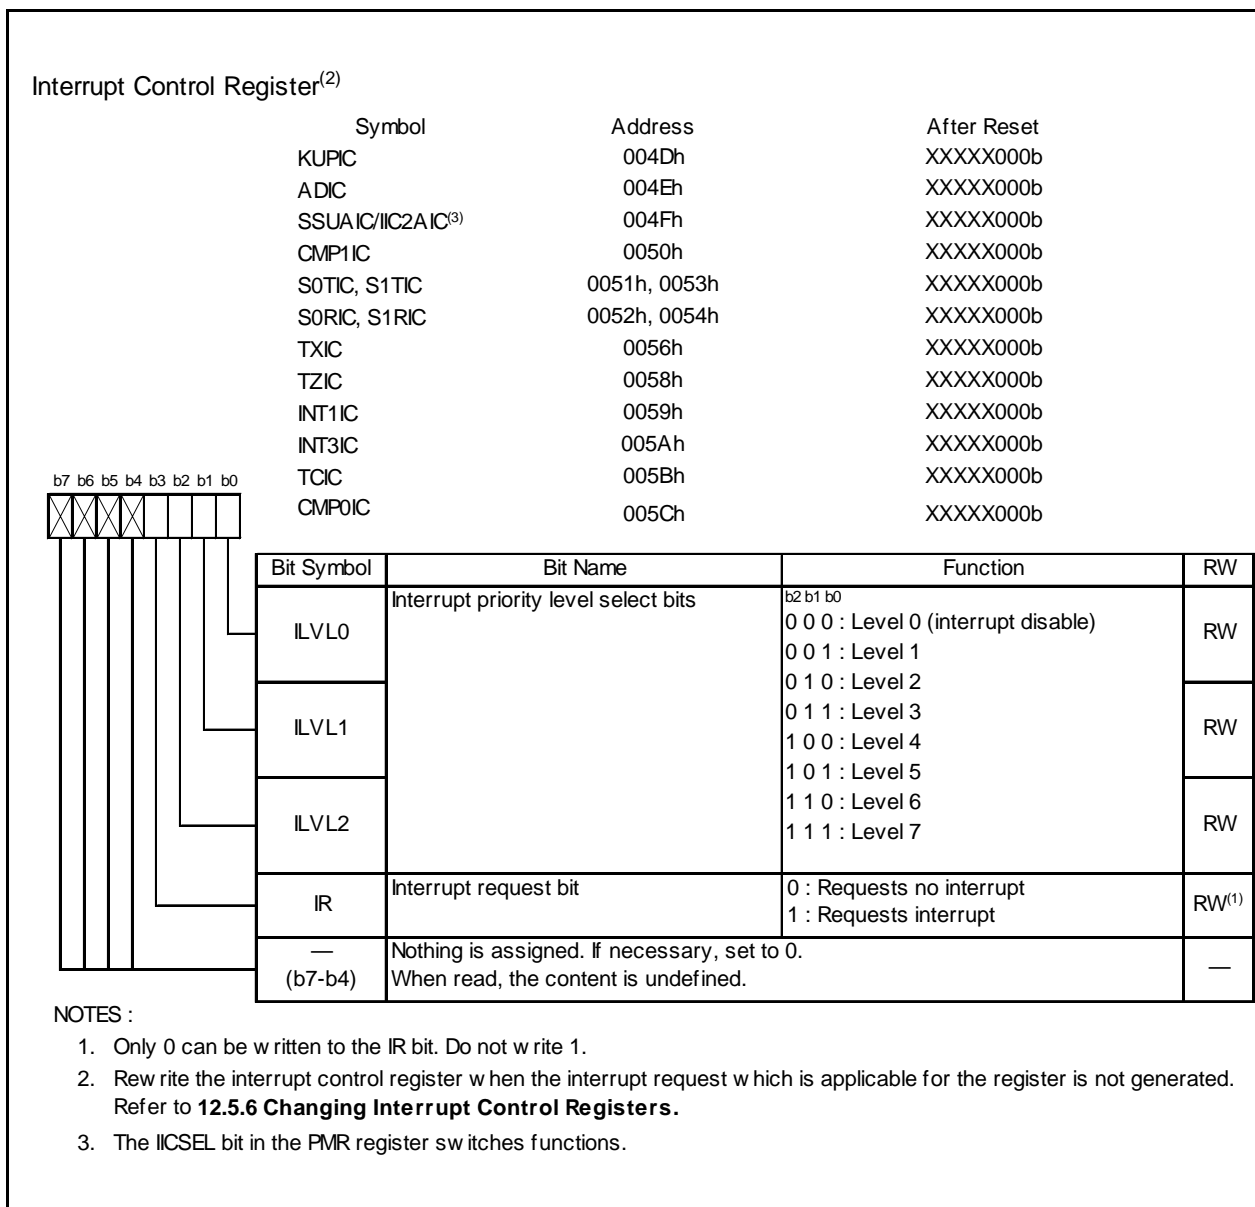 Interrupt Control Register(2)
Symbol Address After Reset
KUPIC 004Dh XXXXX000b
ADIC 004Eh XXXXX000b
SSUAIC/IIC2AIC(3) 004Fh XXXXX000b
CMP1IC 0050h XXXXX000b
S0TIC, S1TIC 0051h, 0053h XXXXX000b
S0RIC, S1RIC 0052h, 0054h XXXXX000b
TXIC 0056h XXXXX000b
TZIC 0058h XXXXX000b
INT1IC 0059h XXXXX000b
INT3IC 005Ah XXXXX000b
TCIC 005Bh XXXXX000b
CMP0IC 005Ch XXXXX000b
b7 b6 b5 b4 b3 b2 b1 b0
Bit Symbol Bit Name Function RW
ILVL0 Interrupt priority level select bits b2 b1 b0 RW
0 0 0 : Level 0 (interrupt disable)
0 0 1 : Level 1
0 1 0 : Level 2
ILVL1 0 1 1 : Level 3 RW
1 0 0 : Level 4
1 0 1 : Level 5
ILVL2 1 1 0 : Level 6 RW
1 1 1 : Level 7
IR Interrupt request bit 0 : Requests no interrupt RW(1)
1 : Requests interrupt
— Nothing is assigned. If necessary, set to 0. —
(b7-b4) When read, the content is undefined.
NOTES :
1. Only 0 can be written to the IR bit. Do not write 1.
2. Rewrite the interrupt control register when the interrupt request which is applicable for the register is not generated.
Refer to 12.5.6 Changing Interrupt Control Registers.
3. The IICSEL bit in the PMR register switches functions.